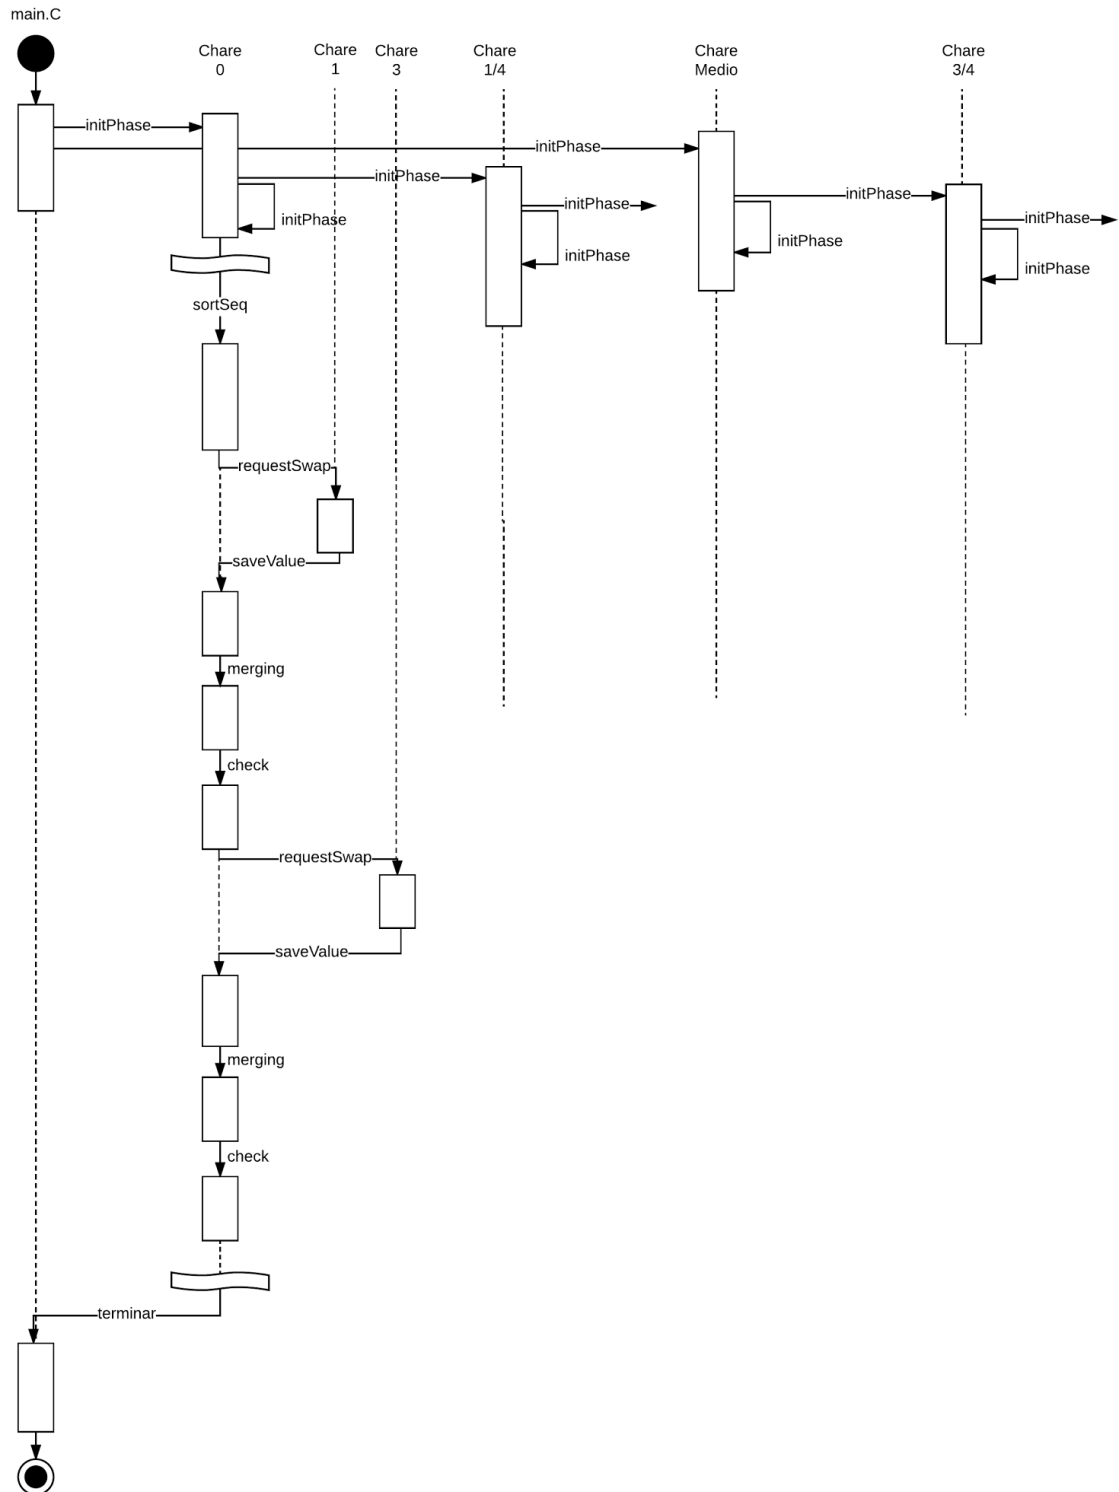 main.C
Chare
0
Chare
1
Chare
3
Chare
1/4
Chare
Medio
Chare
3/4
initPhase
initPhase
initPhase
initPhase
initPhase
initPhase
initPhase
initPhase
initPhase
initPhase
sortSeq
requestSwap
saveValue
merging
check
requestSwap
saveValue
merging
check
terminar